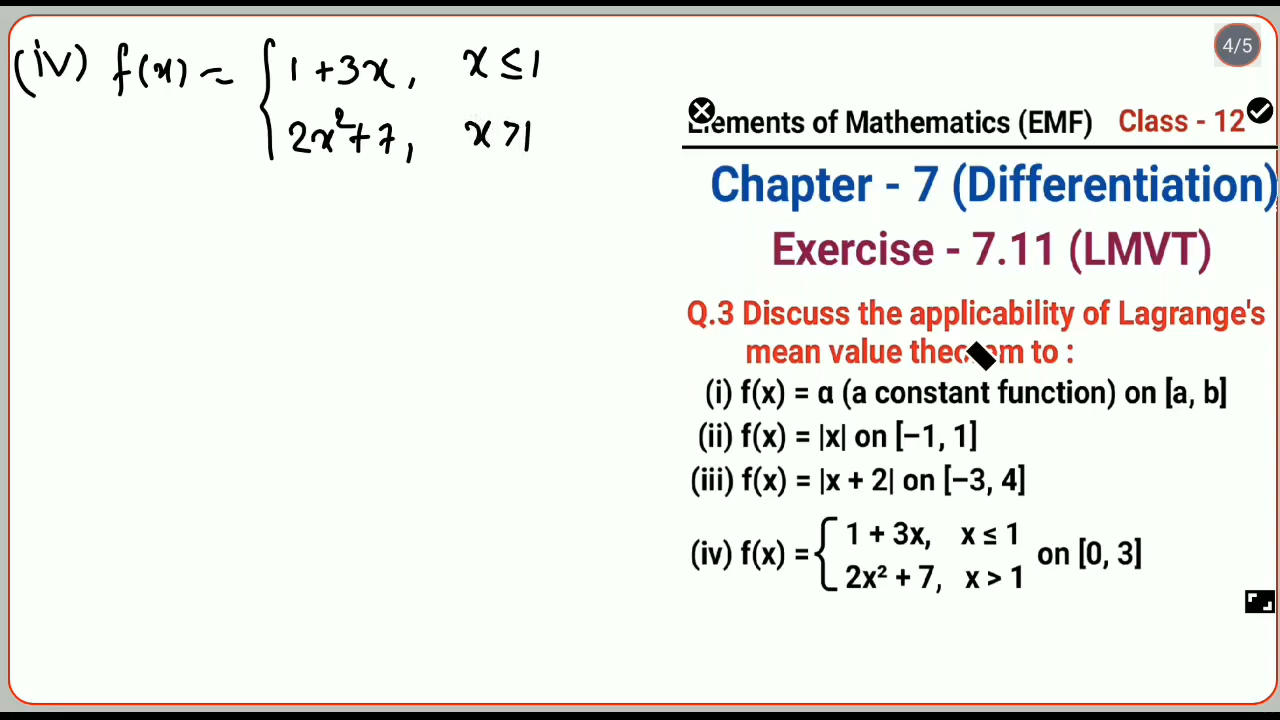 (iv) f(x) = { 1 + 3x, x ≤ 1
2x² + 7, x > 1
4/5
Elements of Mathematics (EMF) Class - 12
Chapter - 7 (Differentiation)
Exercise - 7.11 (LMVT)
Q.3 Discuss the applicability of Lagrange's
mean value theorem to :
(i) f(x) = α (a constant function) on [a, b]
(ii) f(x) = |x| on [−1, 1]
(iii) f(x) = |x + 2| on [−3, 4]
(iv) f(x) = { 1 + 3x, x ≤ 1 on [0, 3]
2x² + 7, x > 1